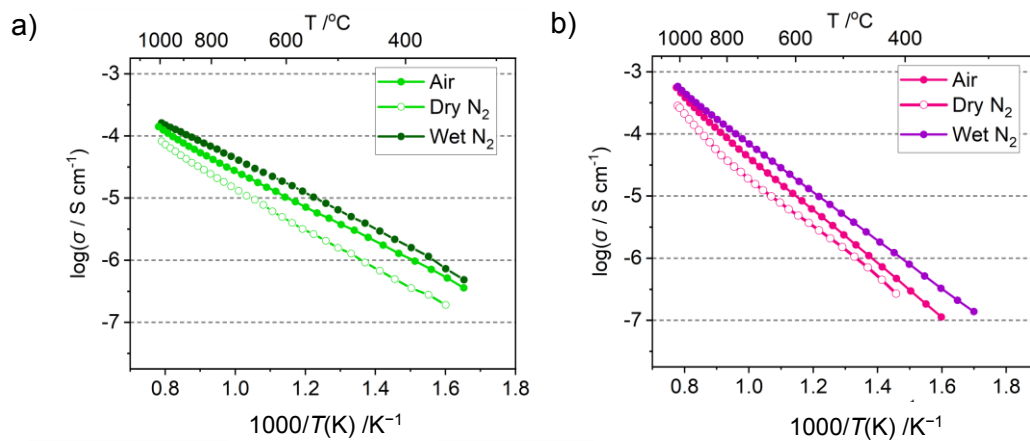 a)
T /°C
1000 800 600 400
-3
-4
-5
-6
-7
log(σ / S cm⁻¹)
Air
Dry N₂
Wet N₂
0.8 1.0 1.2 1.4 1.6 1.8
1000/T(K) /K⁻¹
b)
T /°C
1000 800 600 400
-3
-4
-5
-6
-7
log(σ / S cm⁻¹)
Air
Dry N₂
Wet N₂
0.8 1.0 1.2 1.4 1.6 1.8
1000/T(K) /K⁻¹